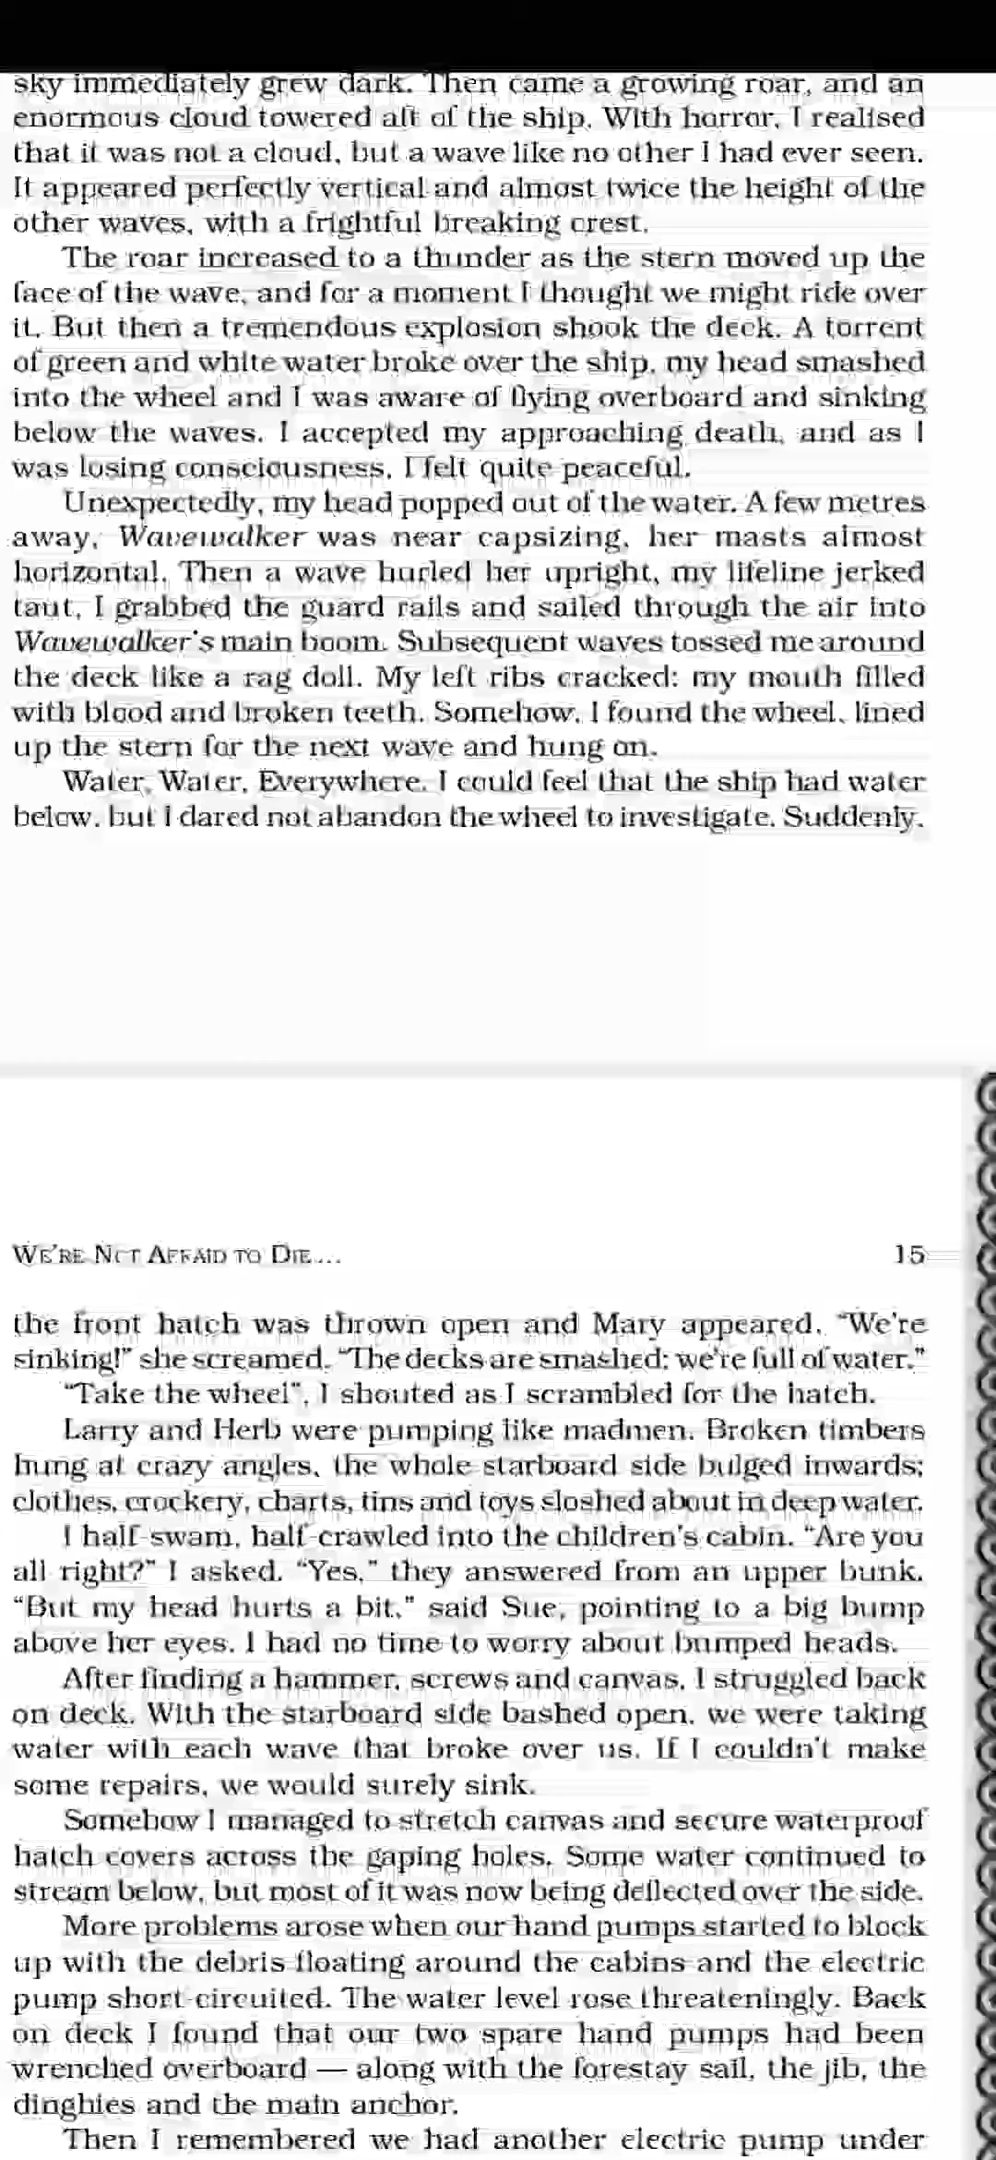 sky immediately grew dark. Then came a growing roar, and an
enormous cloud towered aft of the ship. With horror, I realised
that it was not a cloud, but a wave like no other I had ever seen.
It appeared perfectly vertical and almost twice the height of the
other waves, with a frightful breaking crest.
The roar increased to a thunder as the stern moved up the
face of the wave, and for a moment I thought we might ride over
it. But then a tremendous explosion shook the deck. A torrent
of green and white water broke over the ship, my head smashed
into the wheel and I was aware of flying overboard and sinking
below the waves. I accepted my approaching death, and as I
was losing consciousness, I felt quite peaceful.
Unexpectedly, my head popped out of the water. A few metres
away, Wavewalker was near capsizing, her masts almost
horizontal. Then a wave hurled her upright, my lifeline jerked
taut, I grabbed the guard rails and sailed through the air into
Wavewalker's main boom. Subsequent waves tossed me around
the deck like a rag doll. My left ribs cracked; my mouth filled
with blood and broken teeth. Somehow, I found the wheel, lined
up the stern for the next wave and hung on.
Water, Water, Everywhere. I could feel that the ship had water
below, but I dared not abandon the wheel to investigate. Suddenly,
WE'RE NOT AFRAID TO DIE... 15
the front hatch was thrown open and Mary appeared. “We're
sinking!” she screamed. “The decks are smashed; we're full of water.”
“Take the wheel”, I shouted as I scrambled for the hatch.
Larry and Herb were pumping like madmen. Broken timbers
hung at crazy angles, the whole starboard side bulged inwards;
clothes, crockery, charts, tins and toys sloshed about in deep water.
I half-swam, half-crawled into the children's cabin. “Are you
all right?” I asked. “Yes,” they answered from an upper bunk.
“But my head hurts a bit,” said Sue, pointing to a big bump
above her eyes. I had no time to worry about bumped heads.
After finding a hammer, screws and canvas, I struggled back
on deck. With the starboard side bashed open, we were taking
water with each wave that broke over us. If I couldn't make
some repairs, we would surely sink.
Somehow I managed to stretch canvas and secure waterproof
hatch covers across the gaping holes. Some water continued to
stream below, but most of it was now being deflected over the side.
More problems arose when our hand pumps started to block
up with the debris floating around the cabins and the electric
pump short-circuited. The water level rose threateningly. Back
on deck I found that our two spare hand pumps had been
wrenched overboard — along with the forestay sail, the jib, the
dinghies and the main anchor.
Then I remembered we had another electric pump under